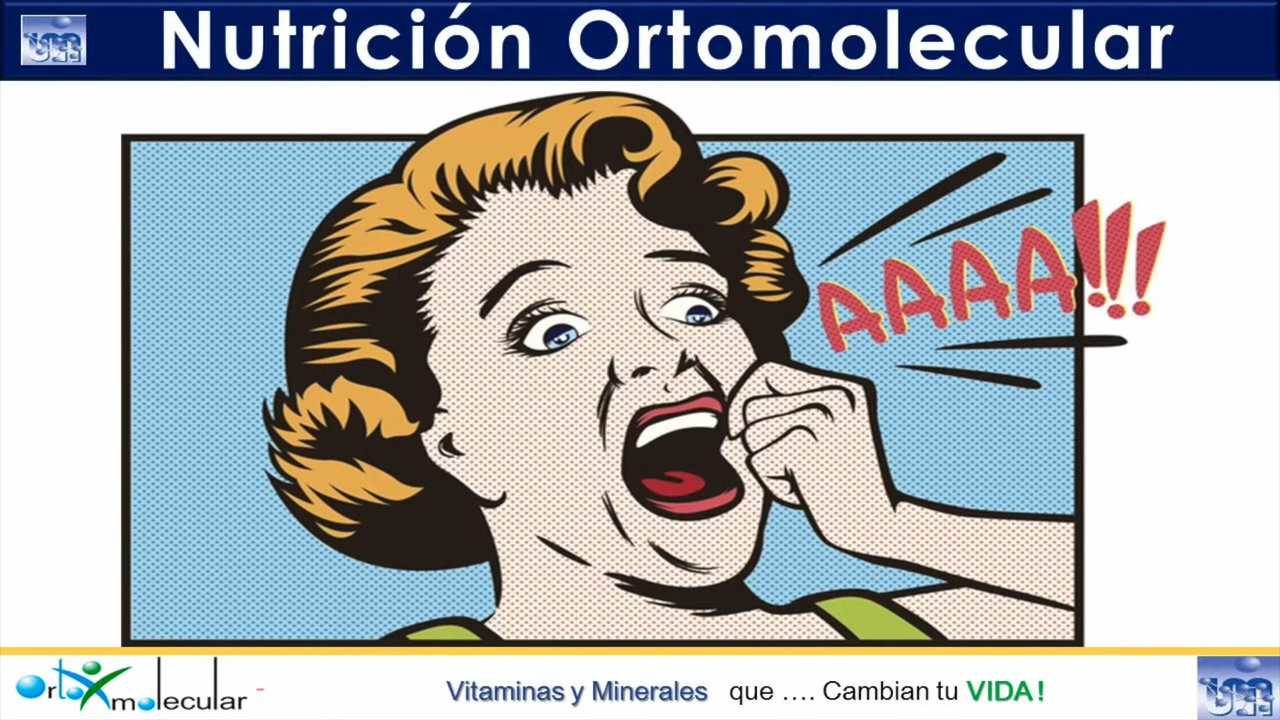 Nutrición Ortomolecular
AAAA!!!
Ortomolecular
Vitaminas y Minerales que .... Cambian tu VIDA!